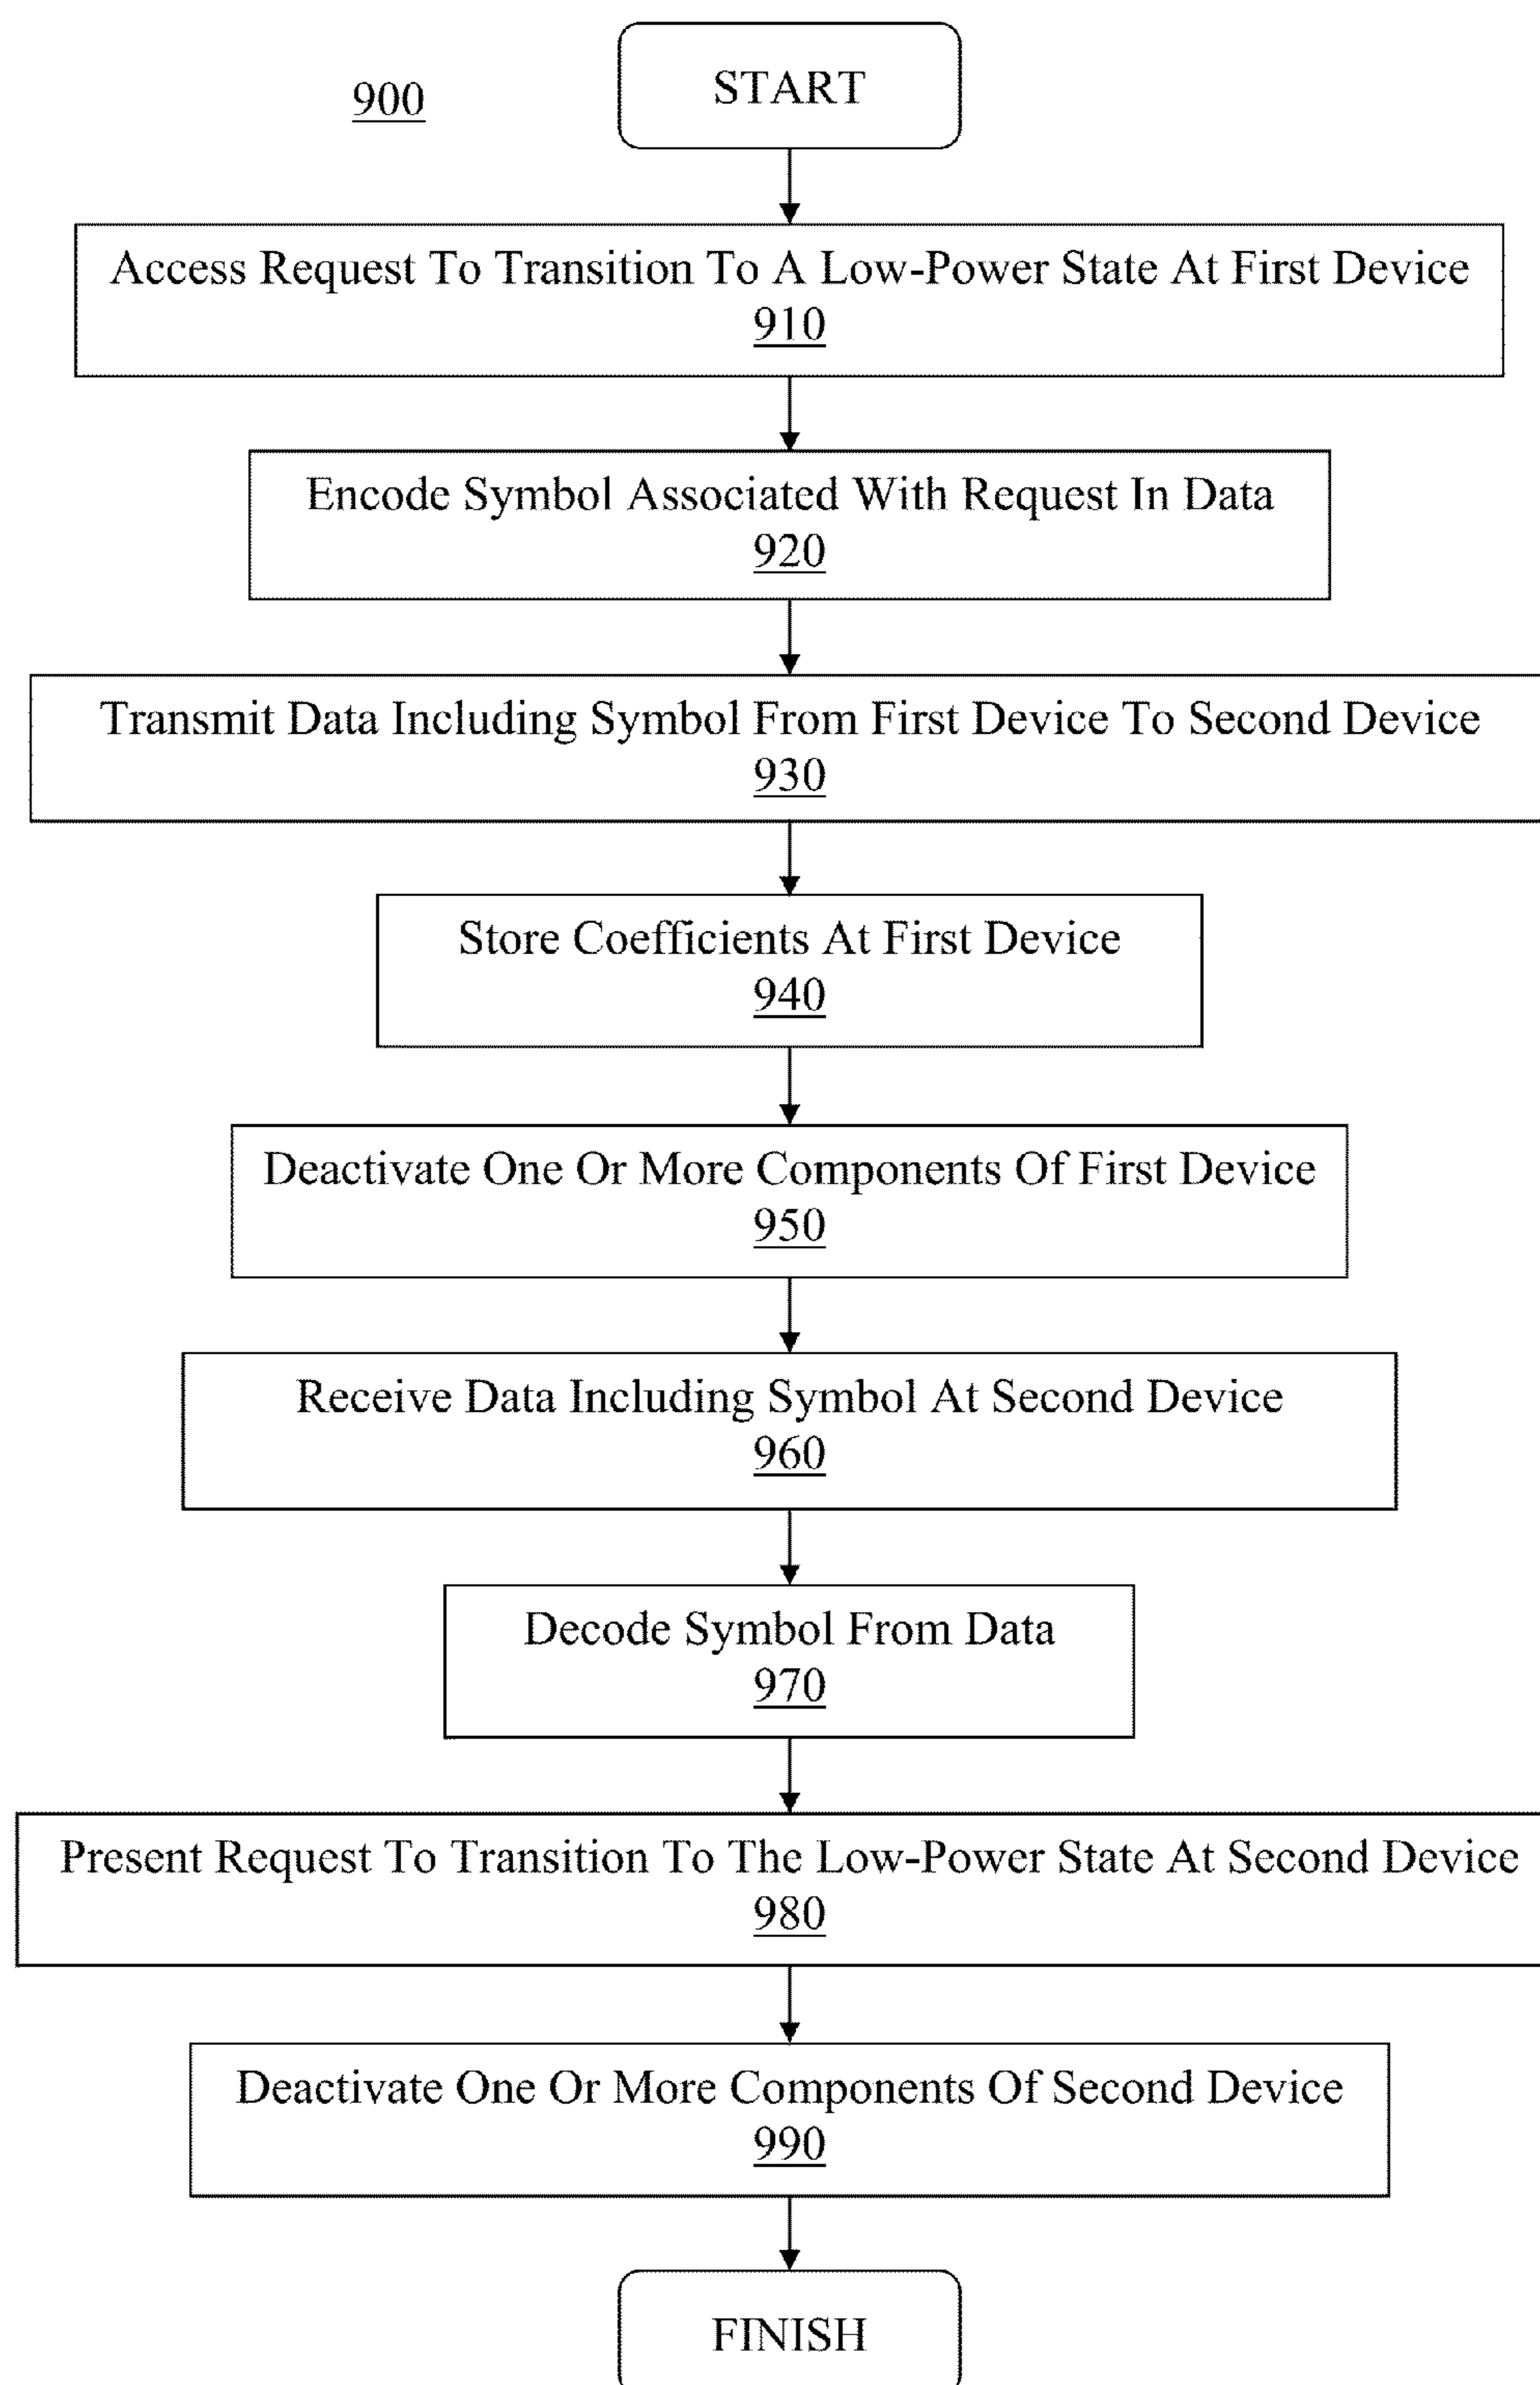 900
START
Access Request To Transition To A Low-Power State At First Device
910
Encode Symbol Associated With Request In Data
920
Transmit Data Including Symbol From First Device To Second Device
930
Store Coefficients At First Device
940
Deactivate One Or More Components Of First Device
950
Receive Data Including Symbol At Second Device
960
Decode Symbol From Data
970
Present Request To Transition To The Low-Power State At Second Device
980
Deactivate One Or More Components Of Second Device
990
FINISH